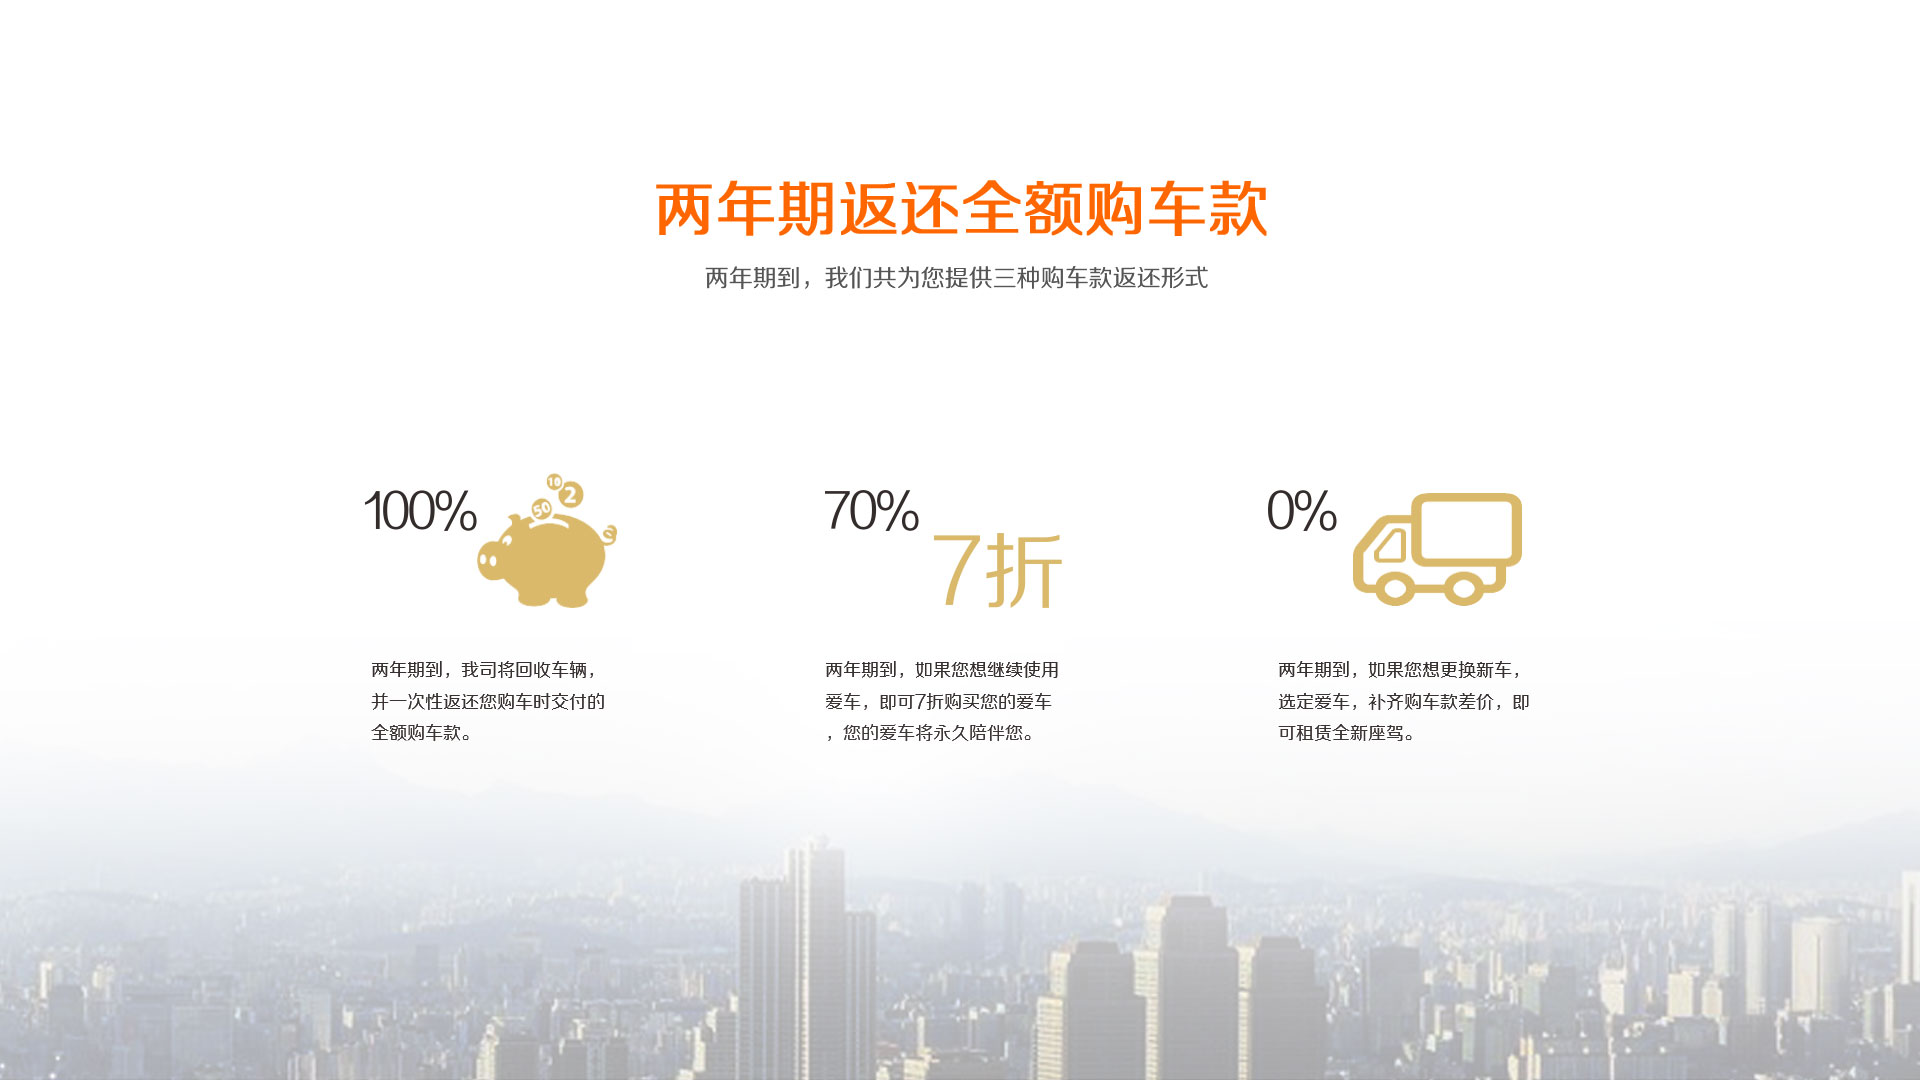 两年期返还全额购车款
两年期到，我们共为您提供三种购车款返还形式
100%
10
2
50
两年期到，我司将回收车辆，
并一次性返还您购车时交付的
全额购车款。
70%
7折
两年期到，如果您想继续使用
爱车，即可7折购买您的爱车
，您的爱车将永久陪伴您。
0%
两年期到，如果您想更换新车，
选定爱车，补齐购车款差价，即
可租赁全新座驾。